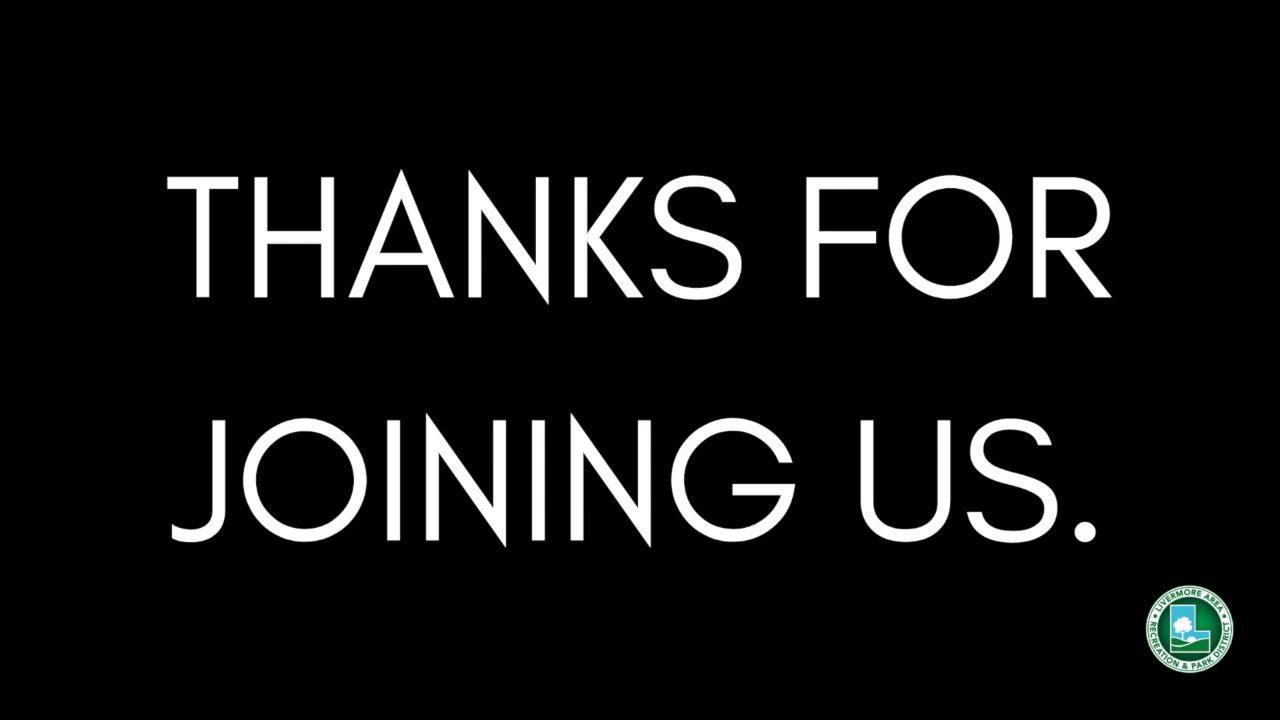 THANKS FOR
JOINING US.
LIVERMORE AREA
RECREATION & PARK DISTRICT